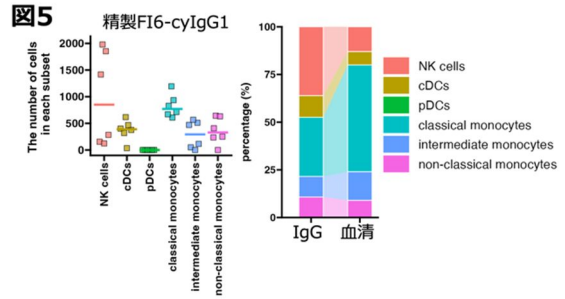 図5
精製FI6-cyIgG1
The number of cells
in each subset
2000
1500
1000
500
0
NK cells
cDCs
pDCs
classical monocytes
intermediate monocytes
non-classical monocytes
percentage (%)
100
75
50
25
0
IgG
血清
NK cells
cDCs
pDCs
classical monocytes
intermediate monocytes
non-classical monocytes